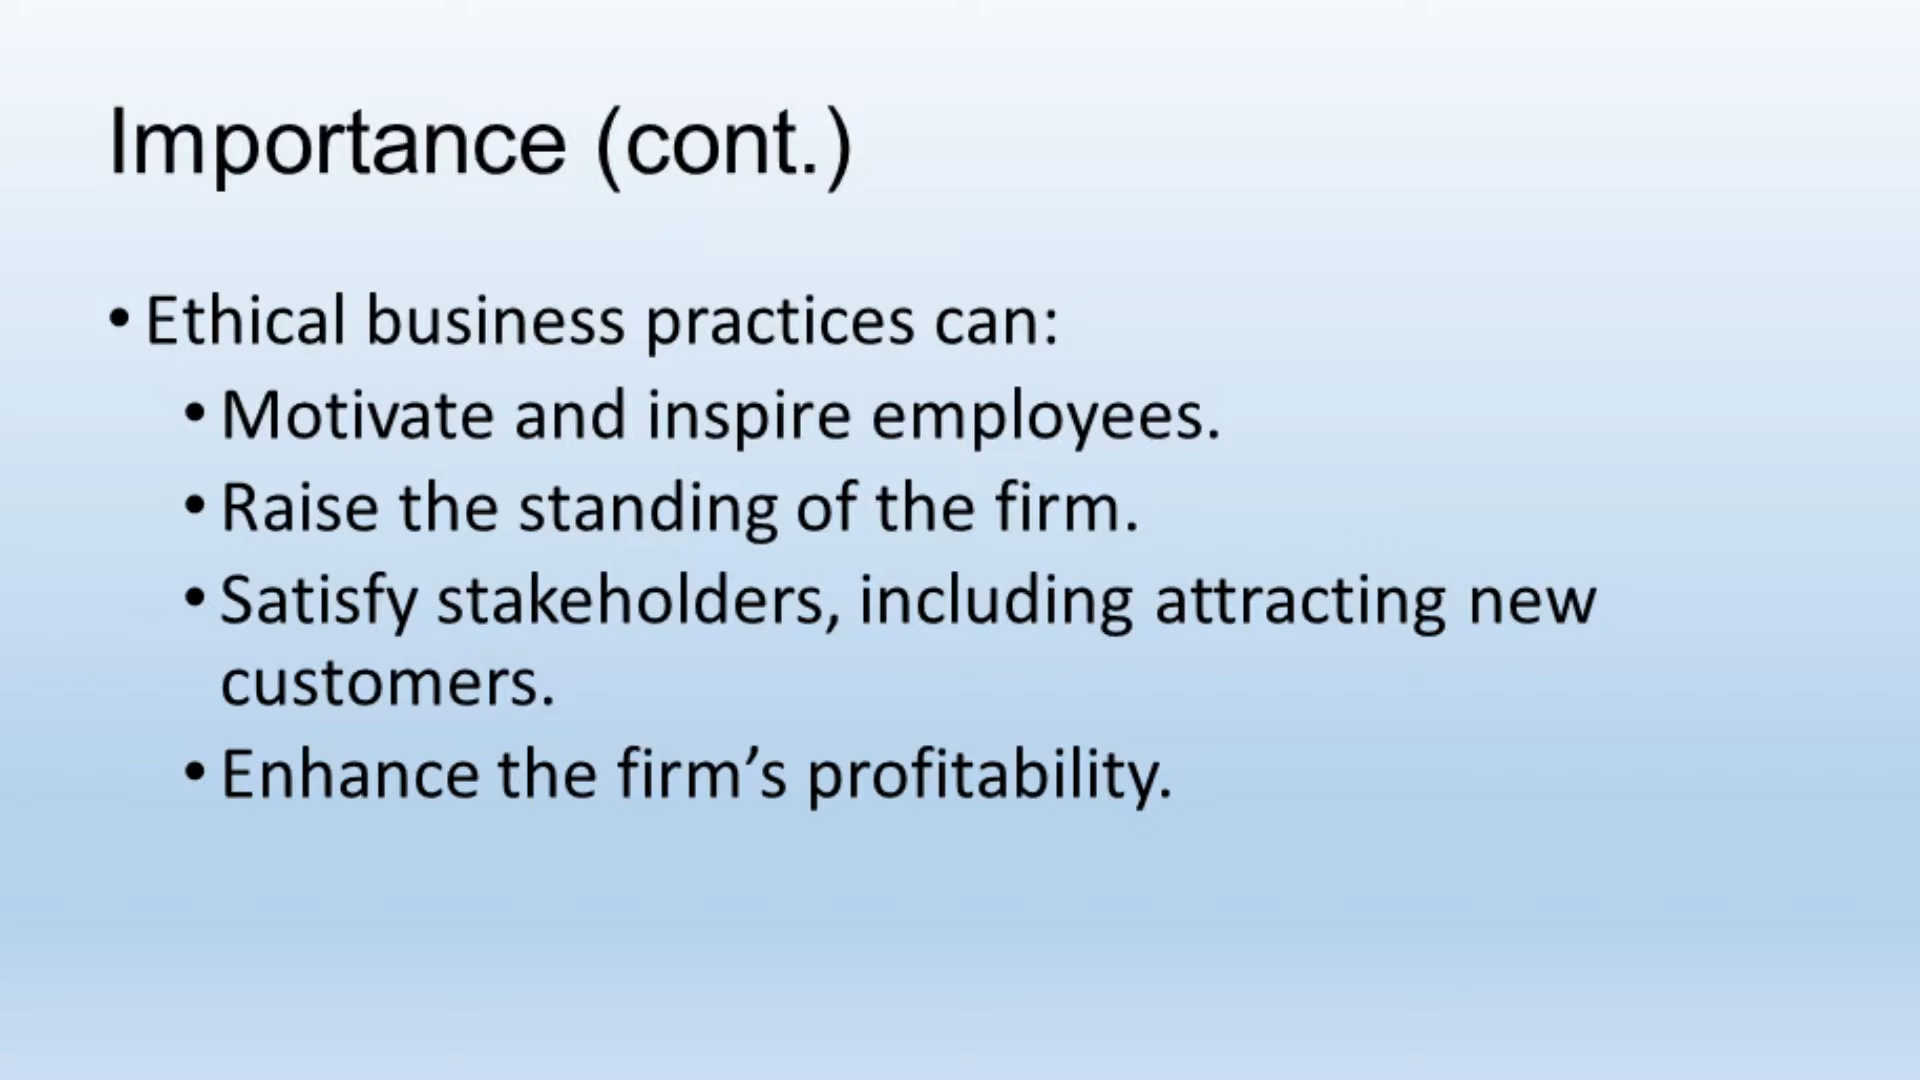 Importance (cont.)
• Ethical business practices can:
• Motivate and inspire employees.
• Raise the standing of the firm.
• Satisfy stakeholders, including attracting new
customers.
• Enhance the firm’s profitability.